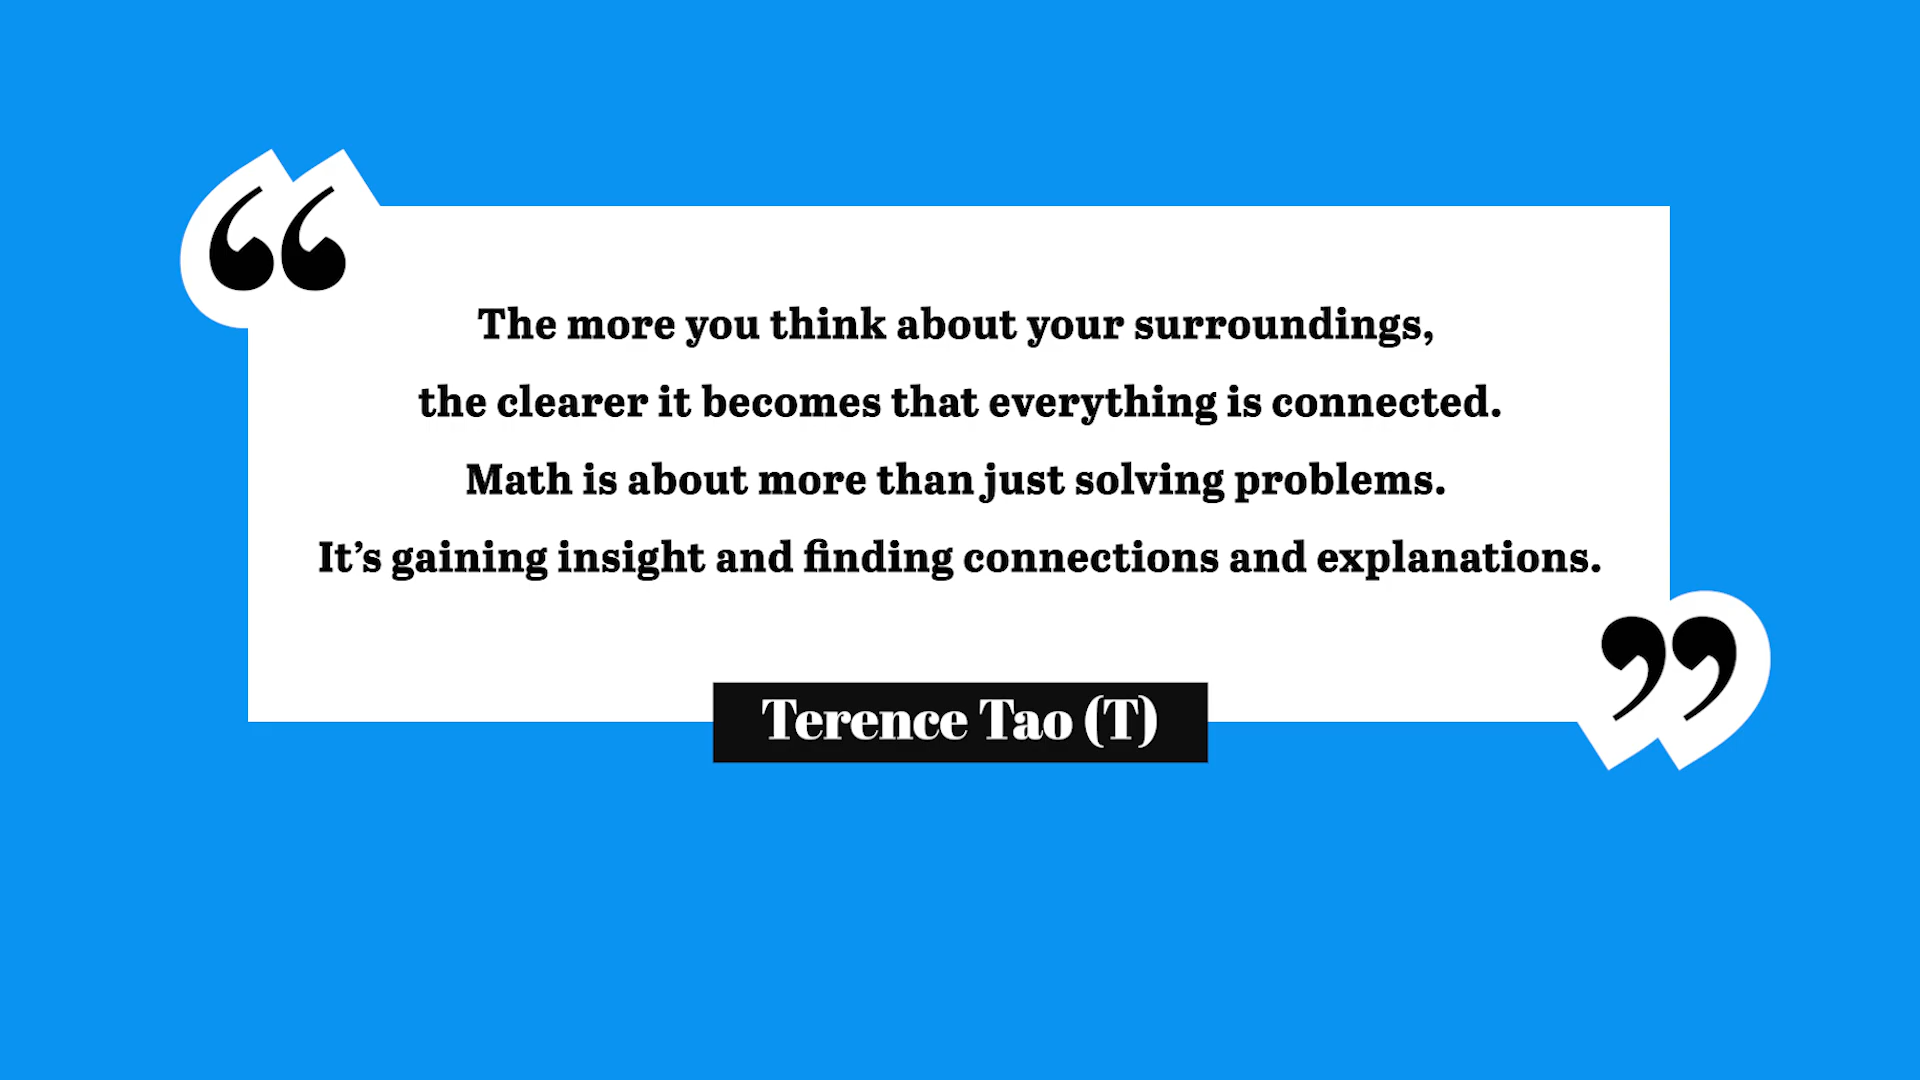 “
The more you think about your surroundings,
the clearer it becomes that everything is connected.
Math is about more than just solving problems.
It’s gaining insight and finding connections and explanations.
”
Terence Tao (T)